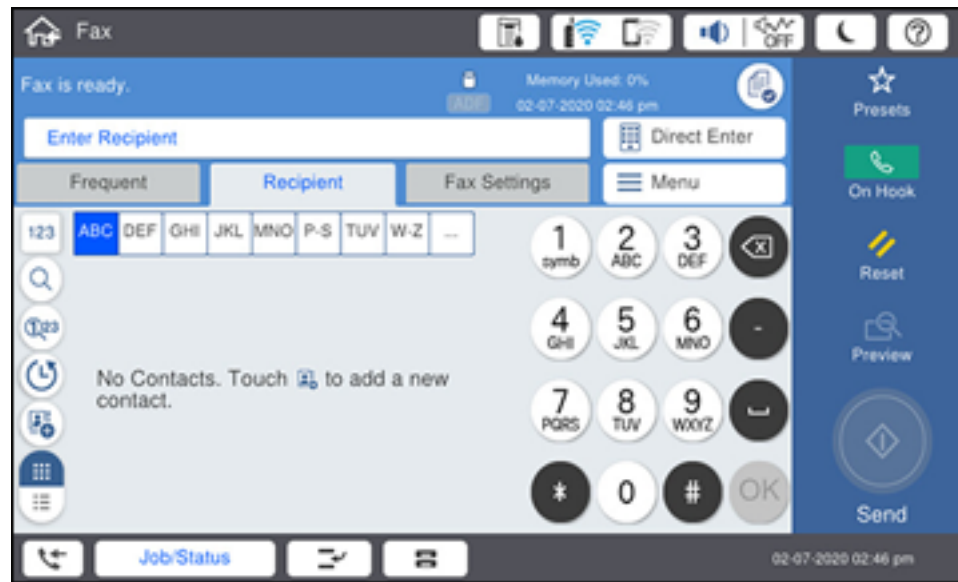 Fax
OFF
Fax is ready.
ADF
Memory Used: 0%
02-07-2020 02:46 pm
Presets
Enter Recipient
Direct Enter
Frequent
Recipient
Fax Settings
Menu
On Hook
123
ABC DEF GHI JKL MNO P-S TUV W-Z ...
1 symb
2 ABC
3 DEF
Reset
123
4 GHI
5 JKL
6 MNO
-
Preview
No Contacts. Touch to add a new
contact.
7 PQRS
8 TUV
9 WXYZ
* 0 # OK
Send
Job/Status
02-07-2020 02:46 pm